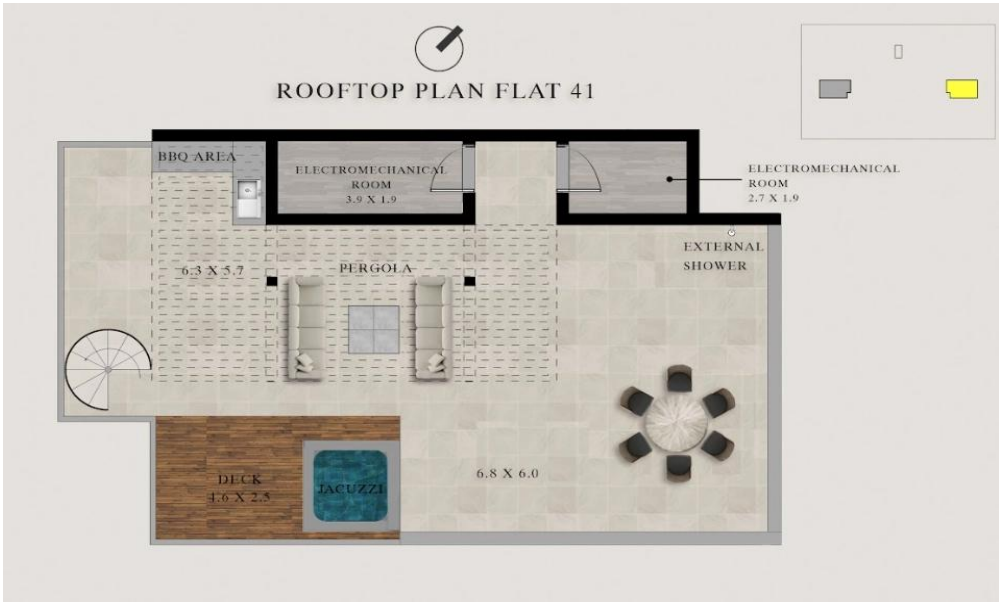 ROOFTOP PLAN FLAT 41
BBQ AREA
ELECTROMECHANICAL
ROOM
3.9 X 1.9
ELECTROMECHANICAL
ROOM
2.7 X 1.9
EXTERNAL
SHOWER
6.3 X 5.7
PERGOLA
DECK
4.6 X 2.5
JACUZZI
6.8 X 6.0